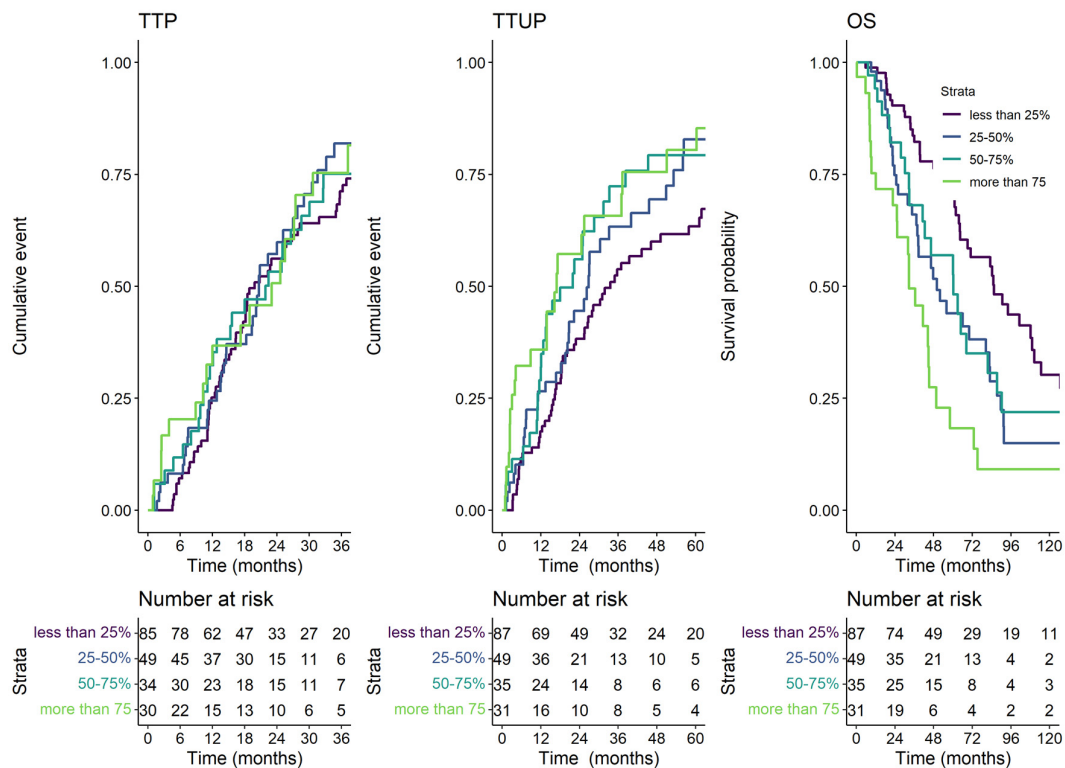 TTP
TTUP
OS
1.00
0.75
0.50
0.25
0.00
Cumulative event
0 6 12 18 24 30 36
Time (months)
1.00
0.75
0.50
0.25
0.00
Cumulative event
0 12 24 36 48 60
Time (months)
1.00
0.75
0.50
0.25
0.00
Survival probability
0 24 48 72 96 120
Time (months)
Strata
less than 25%
25-50%
50-75%
more than 75
Number at risk
Strata
less than 25% 85 78 62 47 33 27 20
25-50% 49 45 37 30 15 11 6
50-75% 34 30 23 18 15 11 7
more than 75 30 22 15 13 10 6 5
0 6 12 18 24 30 36
Time (months)
Number at risk
Strata
less than 25% 87 69 49 32 24 20
25-50% 49 36 21 13 10 5
50-75% 35 24 14 8 6 6
more than 75 31 16 10 8 5 4
0 12 24 36 48 60
Time (months)
Number at risk
Strata
less than 25% 87 74 49 29 19 11
25-50% 49 35 21 13 4 2
50-75% 35 25 15 8 4 3
more than 75 31 19 6 4 2 2
0 24 48 72 96 120
Time (months)